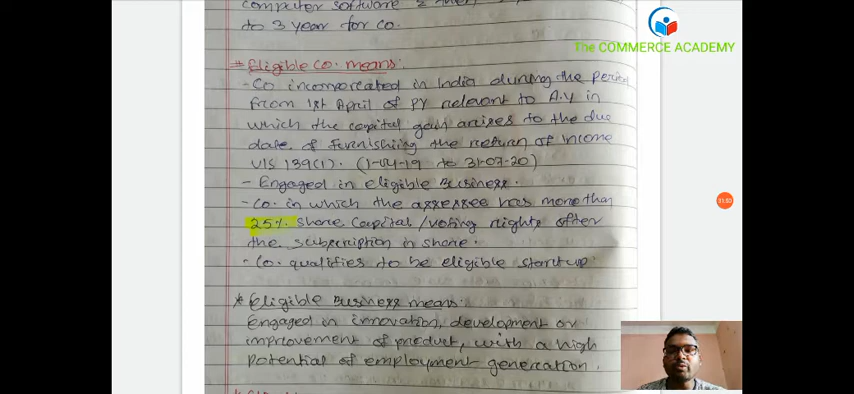 computer software
to 3 year for co.
The COMMERCE ACADEMY
* Eligible Co. means:
- Co incorporated in India during the period
from 1st April of PY relevant to A.Y in
which the capital gain arises to the due
date of furnishing the return of income
U/S 139(1). (1-04-19 to 31-07-20)
- Engaged in eligible business.
- Co. in which the assessee has more than
25% share capital/voting rights after
the subscription in share.
- Co. qualifies to be eligible startup
* Eligible Business means:
Engaged in innovation, development or
improvement of product, with a high
potential of employment generation.